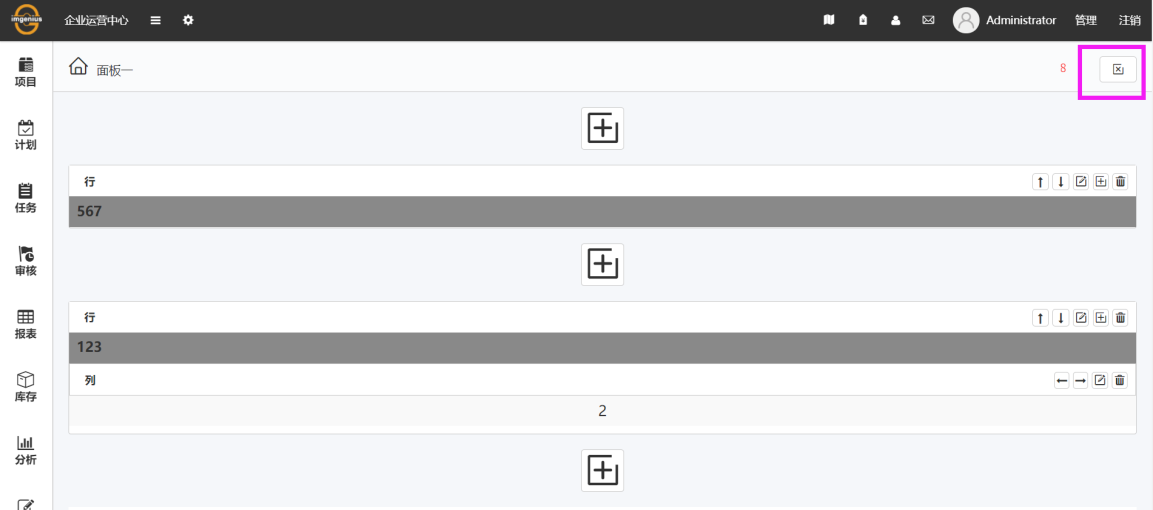 imgenius
企业运营中心
Administrator 管理 注销
项目
计划
任务
审核
报表
库存
分析
面板一
8
行
567
行
123
列
2